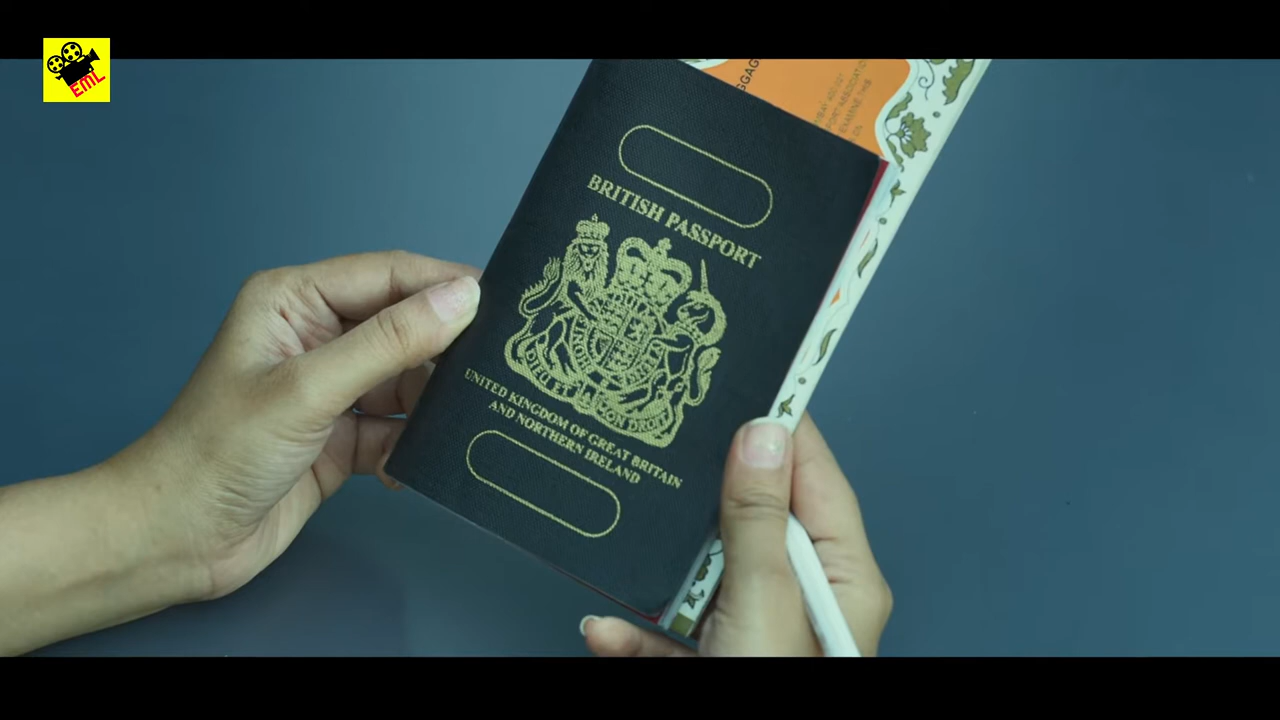 EML
BRITISH PASSPORT
DIEU ET MON DROIT
UNITED KINGDOM OF GREAT BRITAIN
AND NORTHERN IRELAND